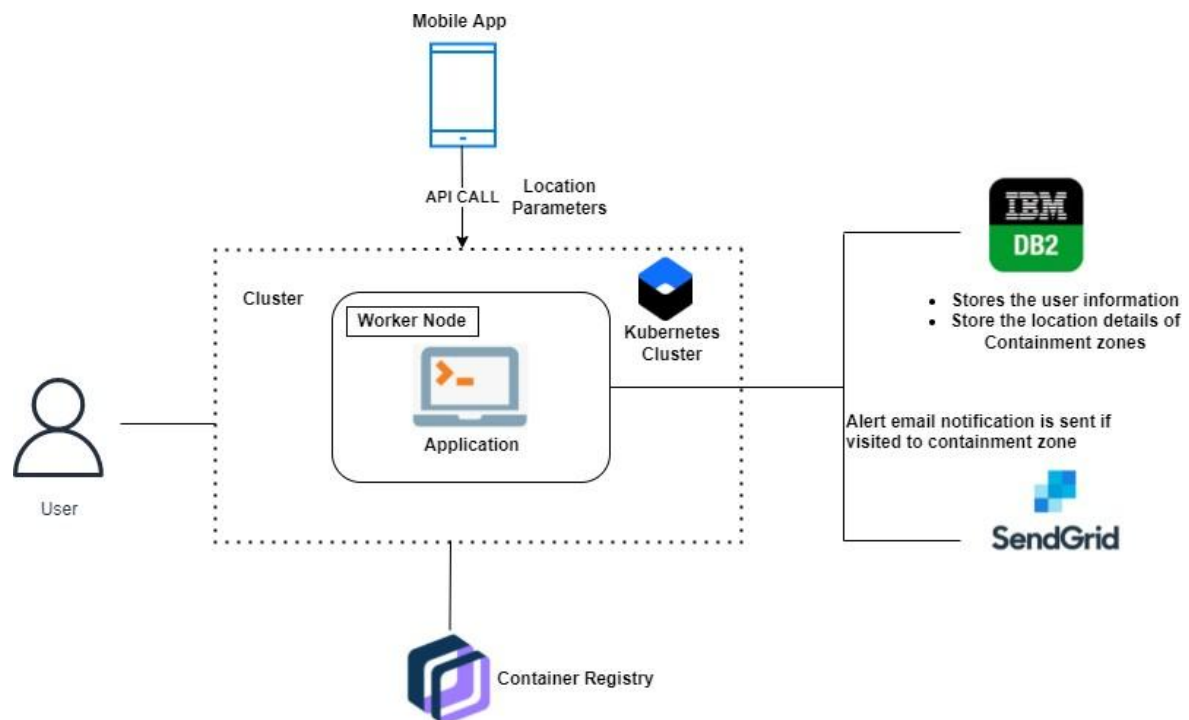 Mobile App
API CALL
Location
Parameters
IBM
DB2
Cluster
Worker Node
Kubernetes
Cluster
Application
• Stores the user information
• Store the location details of
Containment zones
User
Alert email notification is sent if
visited to containment zone
SendGrid
Container Registry